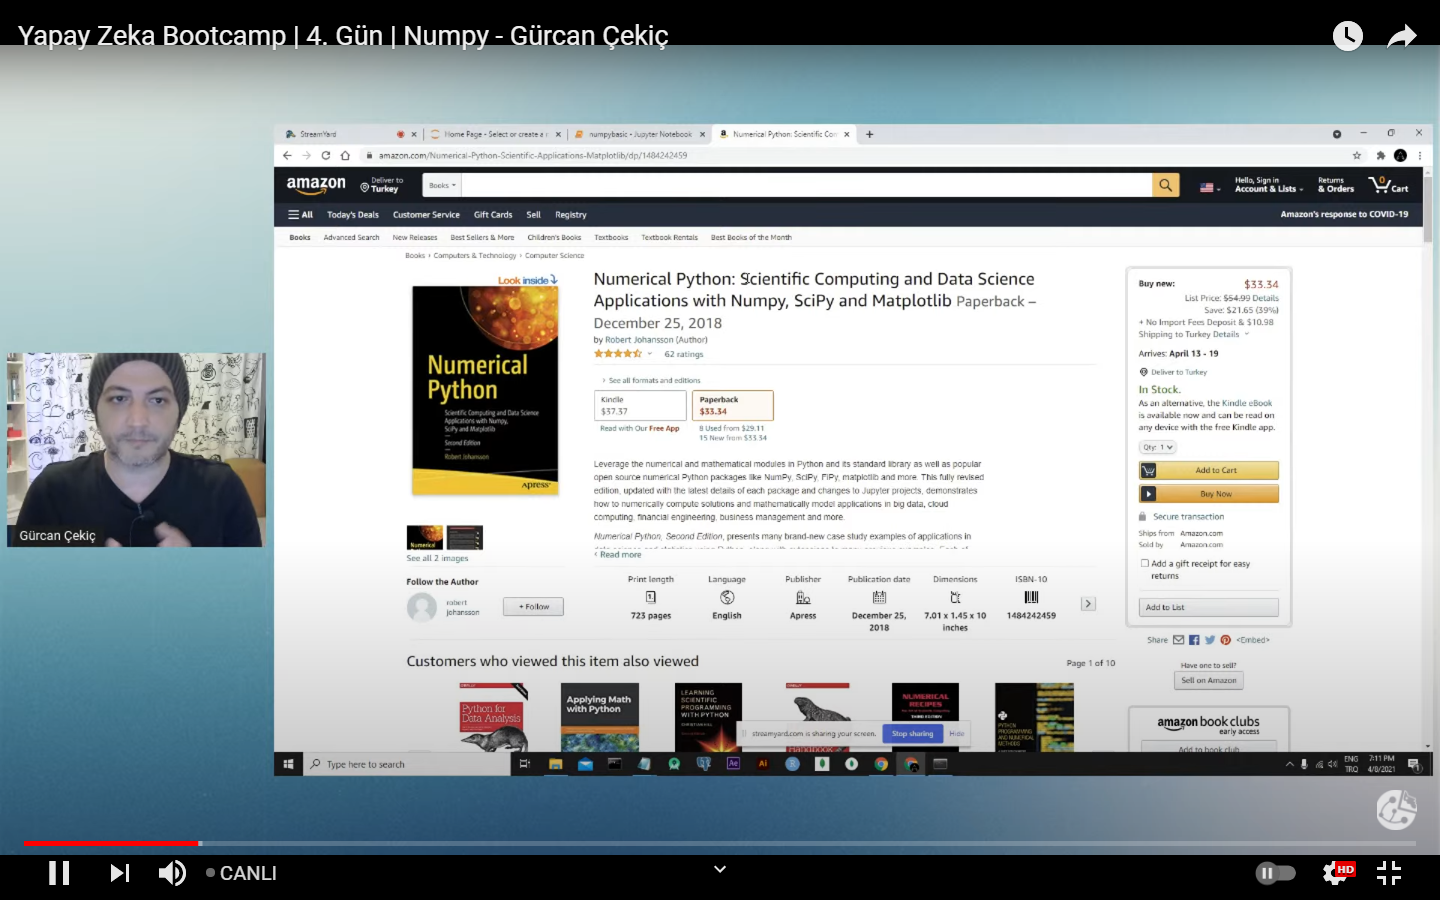 Yapay Zeka Bootcamp | 4. Gün | Numpy - Gürcan Çekiç
StreamYard
Home Page - Select or create a n
numpybasic - Jupyter Notebook
Numerical Python: Scientific Com
amazon.com/Numerical-Python-Scientific-Applications-Matplotlib/dp/1484242459
amazon
Deliver to
Turkey
Books
Hello, Sign in
Account & Lists
Returns
& Orders
0
Cart
All
Today's Deals
Customer Service
Gift Cards
Sell
Registry
Amazon's response to COVID-19
Books
Advanced Search
New Releases
Best Sellers & More
Children's Books
Textbooks
Textbook Rentals
Best Books of the Month
Books › Computers & Technology › Computer Science
Look inside
Numerical
Python
Scientific Computing and Data Science
Applications with Numpy,
SciPy and Matplotlib
Second Edition
Robert Johansson
Apress
Numerical
See all 2 images
Follow the Author
robert
johansson
+ Follow
Numerical Python: Scientific Computing and Data Science
Applications with Numpy, SciPy and Matplotlib Paperback –
December 25, 2018
by Robert Johansson (Author)
62 ratings
› See all formats and editions
Kindle
$37.37
Paperback
$33.34
Read with Our Free App
8 Used from $29.11
15 New from $33.34
Leverage the numerical and mathematical modules in Python and its standard library as well as popular
open source numerical Python packages like NumPy, SciPy, FiPy, matplotlib and more. This fully revised
edition, updated with the latest details of each package and changes to Jupyter projects, demonstrates
how to numerically compute solutions and mathematically model applications in big data, cloud
computing, financial engineering, business management and more.
Numerical Python, Second Edition, presents many brand-new case study examples of applications in
‹ Read more
Print length
723 pages
Language
English
Publisher
Apress
Publication date
December 25,
2018
Dimensions
7.01 x 1.45 x 10
inches
ISBN-10
1484242459
Buy new:
$33.34
List Price: $54.99 Details
Save: $21.65 (39%)
+ No Import Fees Deposit & $10.98
Shipping to Turkey Details
Arrives: April 13 - 19
Deliver to Turkey
In Stock.
As an alternative, the Kindle eBook
is available now and can be read on
any device with the free Kindle app.
Qty: 1
Add to Cart
Buy Now
Secure transaction
Ships from Amazon.com
Sold by Amazon.com
Add a gift receipt for easy
returns
Add to List
Share
<Embed>
Have one to sell?
Sell on Amazon
amazon book clubs
early access
Add to book club
Customers who viewed this item also viewed
Page 1 of 10
Python for
Data Analysis
Applying Math
with Python
LEARNING
SCIENTIFIC
PROGRAMMING
WITH PYTHON
Handbook
NUMERICAL
RECIPES
PYTHON
PROGRAMMING
AND NUMERICAL
METHODS
streamyard.com is sharing your screen.
Stop sharing
Hide
Gürcan Çekiç
Type here to search
Ae
Ai
R
ENG
TRQ
7:11 PM
4/8/2021
1
CANLI
HD